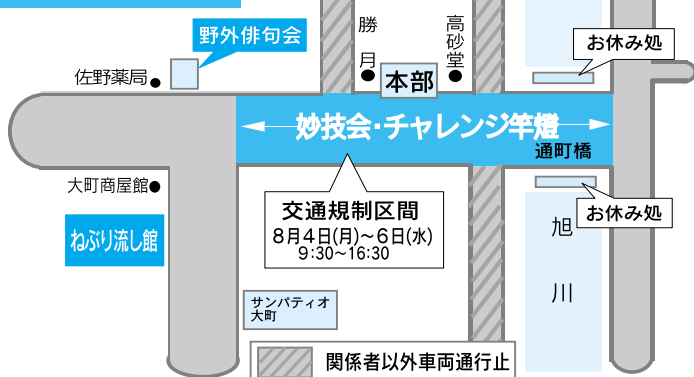 野外俳句会
勝月
高砂堂
お休み処
佐野薬局
本部
妙技会・チャレンジ竿燈
通町橋
大町商屋館
ねぶり流し館
交通規制区間
8月4日(月)～6日(水)
9:30～16:30
お休み処
旭川
サンパティオ
大町
関係者以外車両通行止